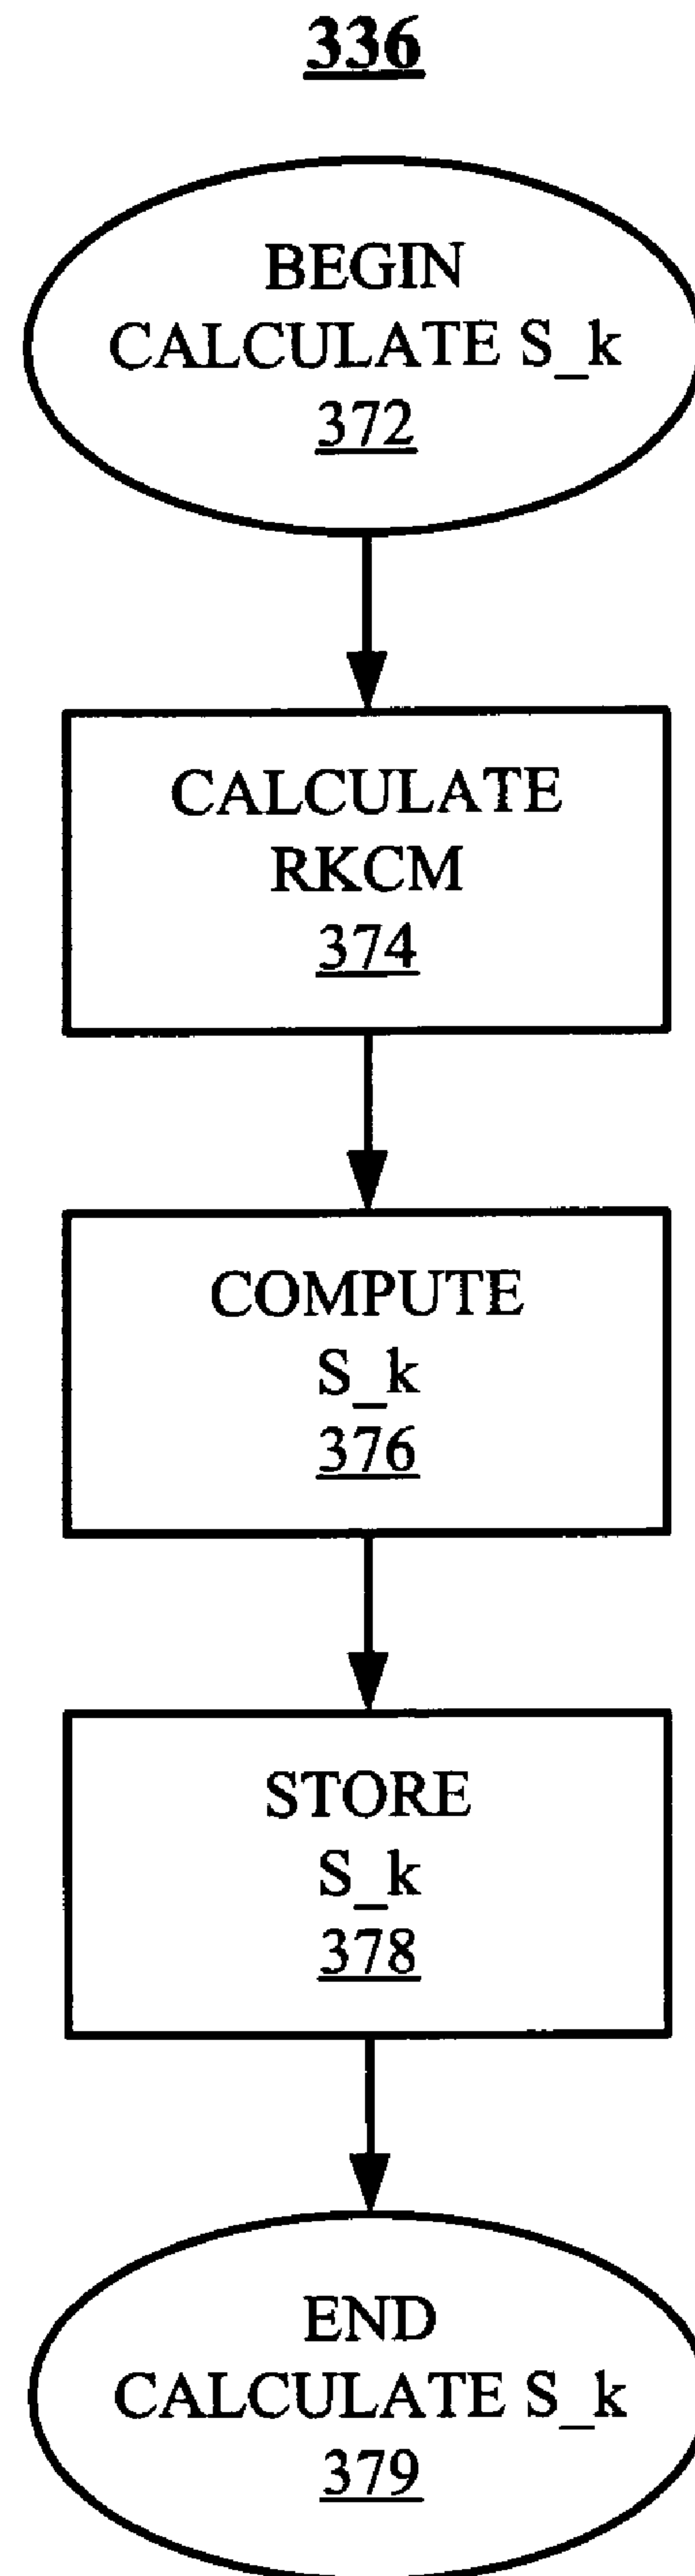 336
BEGIN
CALCULATE S_k
372
CALCULATE
RKCM
374
COMPUTE
S_k
376
STORE
S_k
378
END
CALCULATE S_k
379